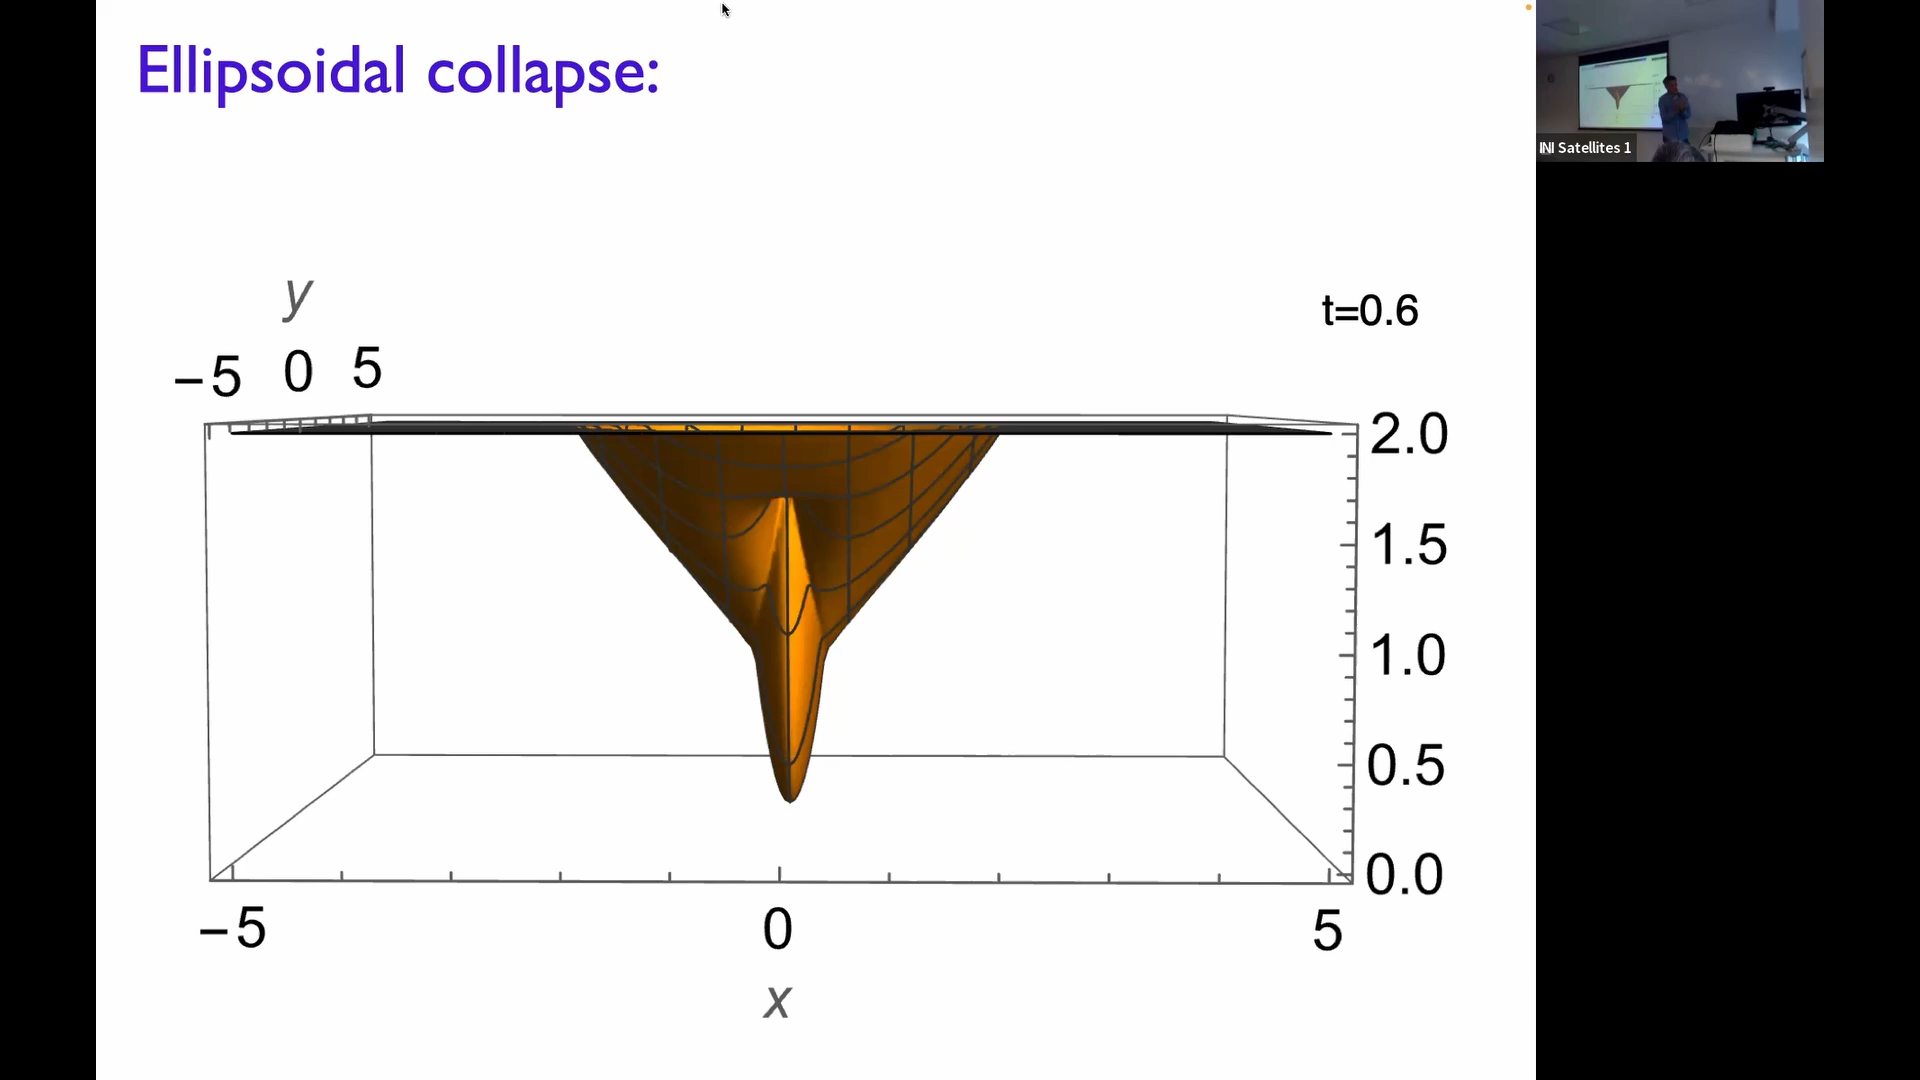 Ellipsoidal collapse:
INI Satellites 1
y
t=0.6
−5 0 5
2.0
1.5
1.0
0.5
0.0
−5 0 5
x